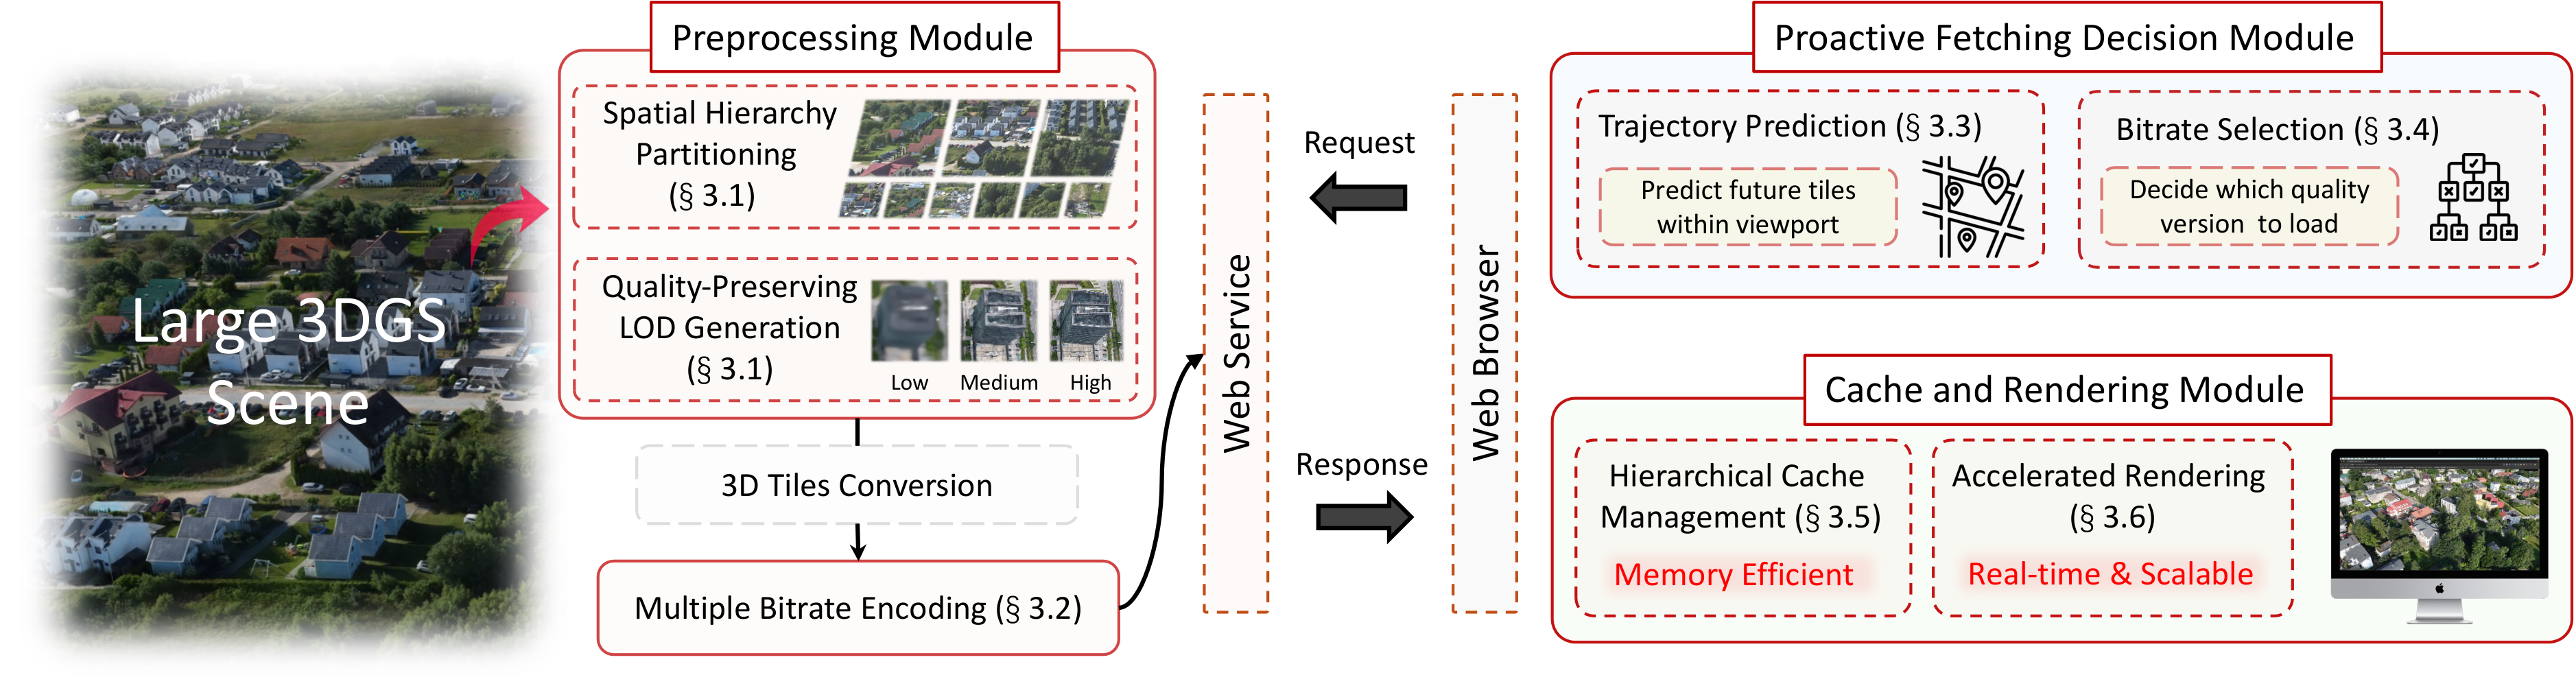 Large 3DGS
Scene
Preprocessing Module
Spatial Hierarchy
Partitioning
(§ 3.1)
Quality-Preserving
LOD Generation
(§ 3.1)
Low
Medium
High
3D Tiles Conversion
Multiple Bitrate Encoding (§ 3.2)
Web Service
Request
Response
Web Browser
Proactive Fetching Decision Module
Trajectory Prediction (§ 3.3)
Predict future tiles
within viewport
Bitrate Selection (§ 3.4)
Decide which quality
version to load
Cache and Rendering Module
Hierarchical Cache
Management (§ 3.5)
Memory Efficient
Accelerated Rendering
(§ 3.6)
Real-time & Scalable